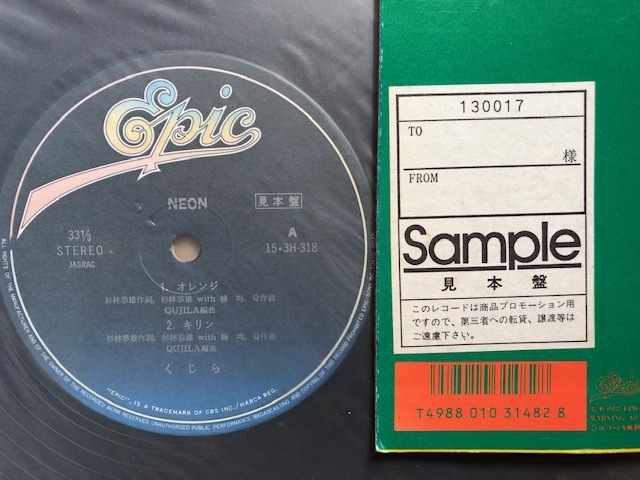 Epic
NEON
見本盤
33⅓
STEREO
JASRAC
A
15・3H-318
1. オレンジ
杉林恭雄作詞, 杉林恭雄 with 楠 均, Q作曲
QUJILA編曲
2. キリン
杉林恭雄作詞, 杉林恭雄 with 楠 均, Q作曲
QUJILA編曲
くじら
"EPIC", IS A TRADEMARK OF CBS INC./MARCA REG.
130017
TO
様
FROM
Sample
見本盤
このレコードは商品プロモーション用
ですので、第三者への転貸、譲渡等は
ご遠慮下さい。
T4988 010 31482 8
Epic